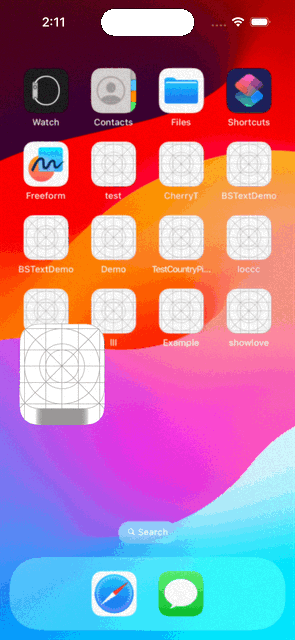 2:11
Watch Contacts Files Shortcuts
Freeform test CherryT BSTextDemo
BSTextDemo Demo TestCountryPi... loccc
lll Example showlove
Search